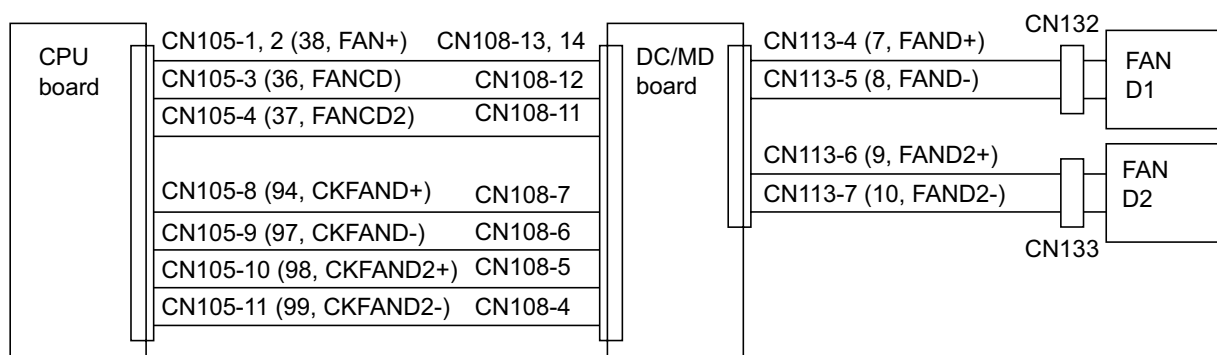 CN132
CPU
board
CN105-1, 2 (38, FAN+) CN108-13, 14
DC/MD
board
CN113-4 (7, FAND+)
FAN
D1
CN105-3 (36, FANCD) CN108-12
CN113-5 (8, FAND-)
CN105-4 (37, FANCD2) CN108-11
CN113-6 (9, FAND2+)
FAN
D2
CN105-8 (94, CKFAND+) CN108-7
CN113-7 (10, FAND2-)
CN105-9 (97, CKFAND-) CN108-6
CN133
CN105-10 (98, CKFAND2+) CN108-5
CN105-11 (99, CKFAND2-) CN108-4